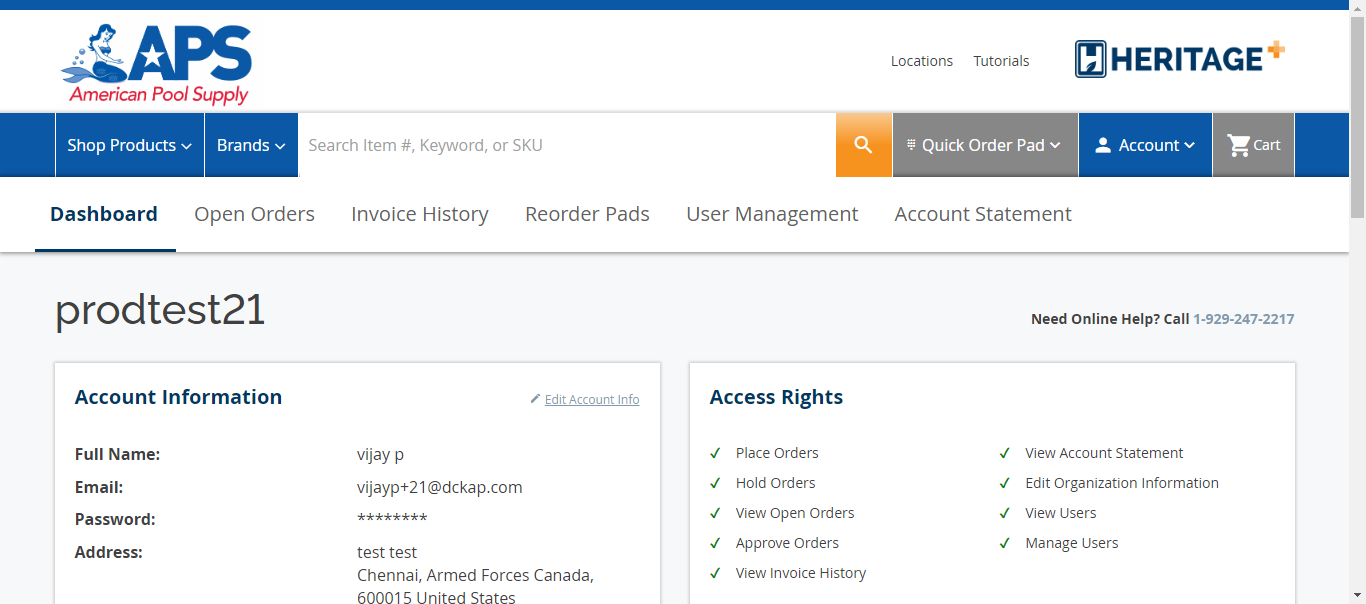 APS
American Pool Supply
Locations Tutorials
HERITAGE+
Shop Products Brands Search Item #, Keyword, or SKU Quick Order Pad Account Cart
Dashboard Open Orders Invoice History Reorder Pads User Management Account Statement
prodtest21
Need Online Help? Call 1-929-247-2217
Account Information Edit Account Info
Full Name: vijay p
Email: vijayp+21@dckap.com
Password: ********
Address: test test
Chennai, Armed Forces Canada,
600015 United States
Access Rights
✓ Place Orders
✓ Hold Orders
✓ View Open Orders
✓ Approve Orders
✓ View Invoice History
✓ View Account Statement
✓ Edit Organization Information
✓ View Users
✓ Manage Users